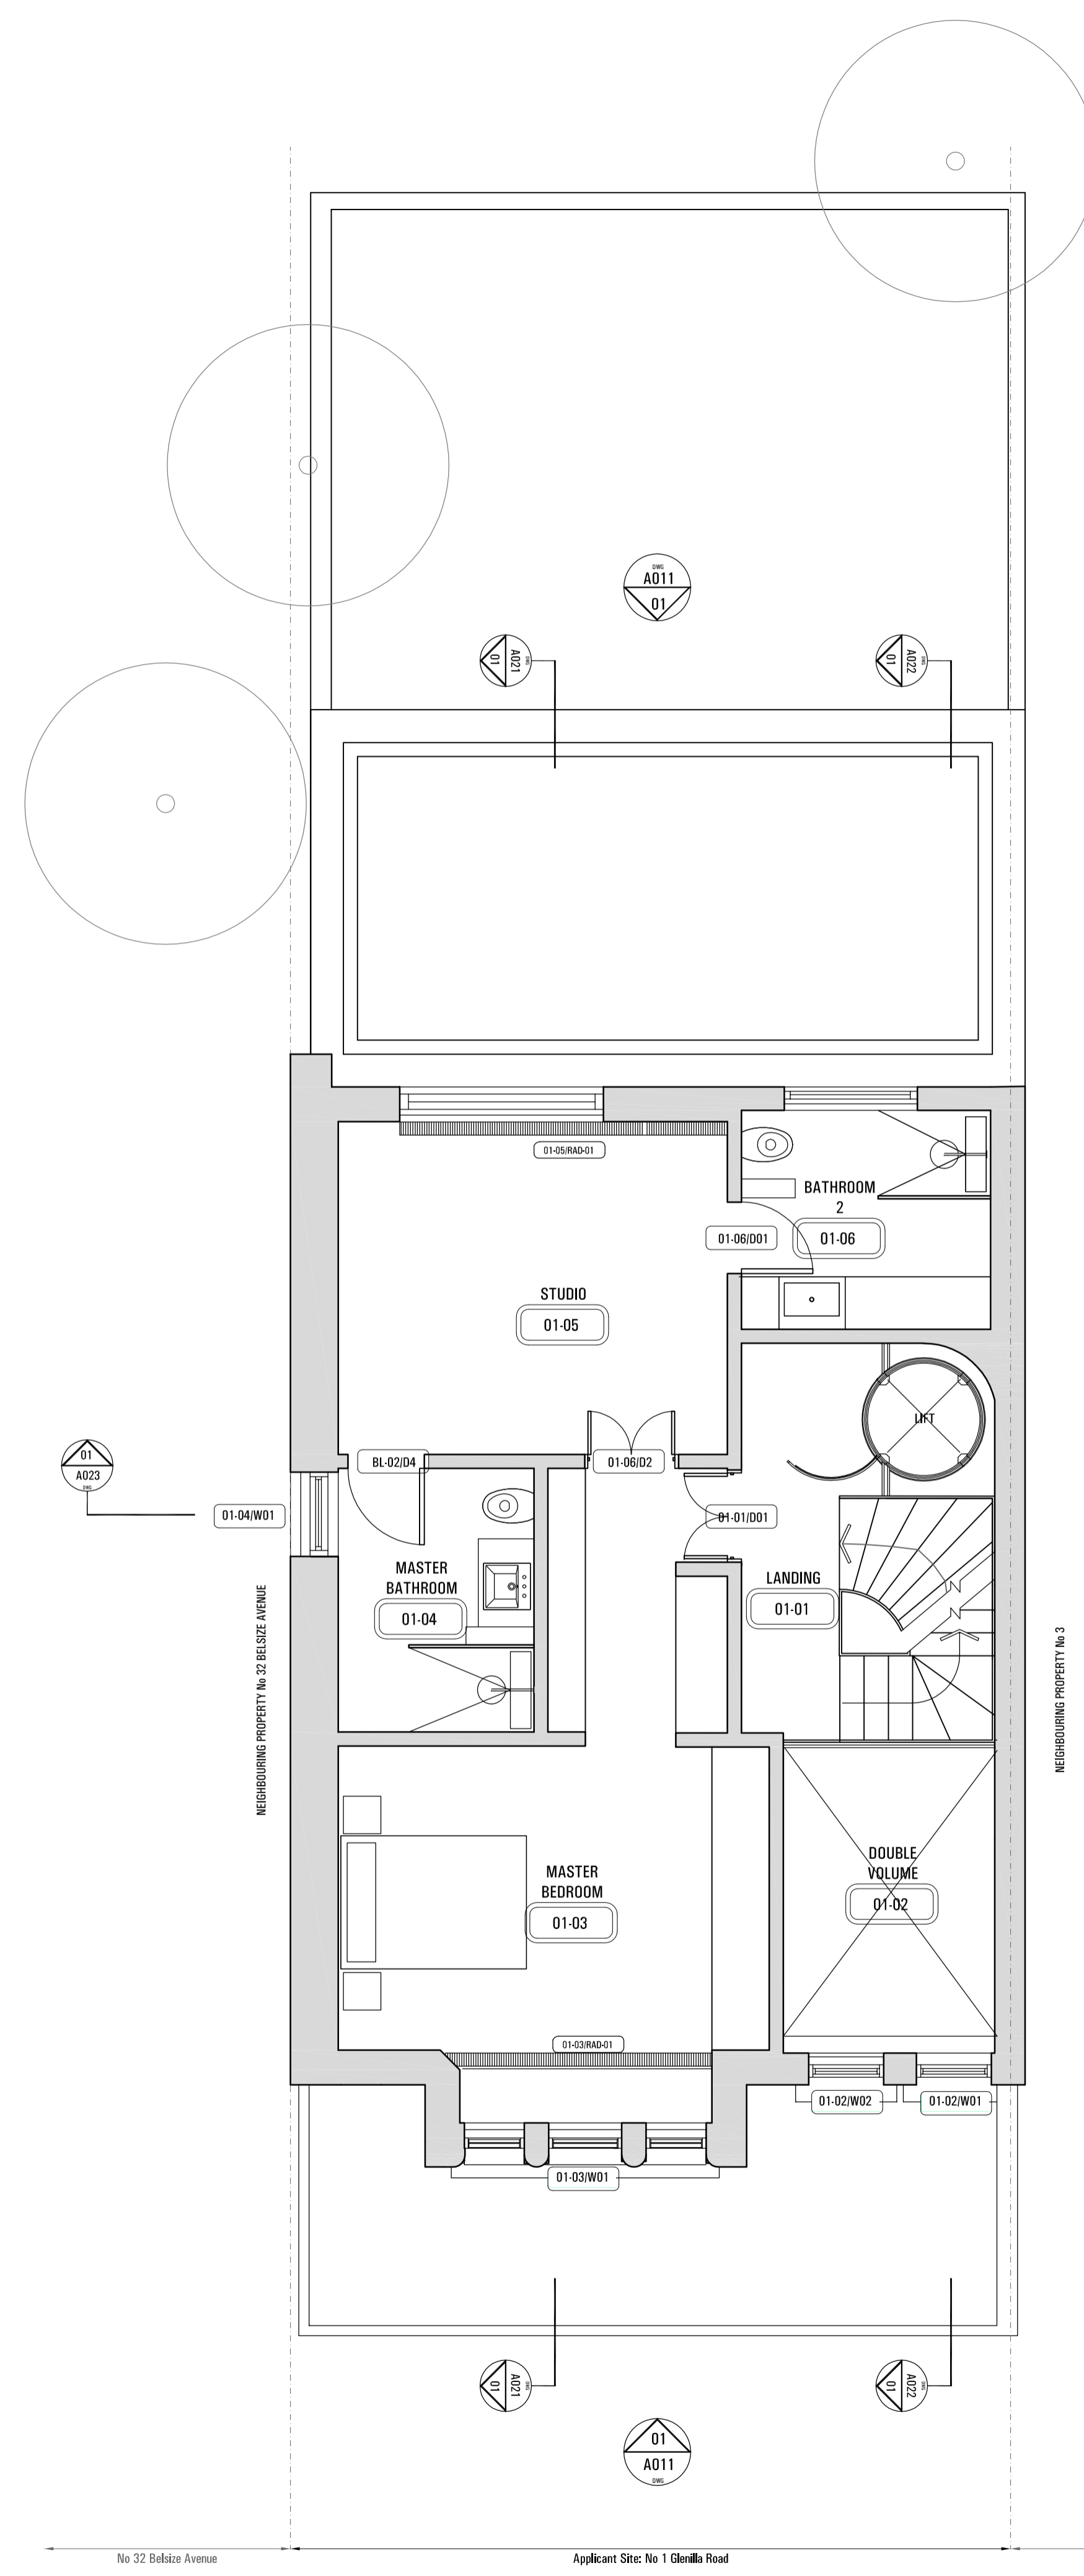 DWG
A011
01
01
A021
DWG
01
A022
DWG
01-05/RAD-01
BATHROOM
2
01-06
01-06/D01
STUDIO
01-05
LIFT
01
A023
DWG
BL-02/D4
01-06/D2
01-04/W01
01-01/D01
MASTER
BATHROOM
01-04
LANDING
01-01
NEIGHBOURING PROPERTY No 32 BELSIZE AVENUE
NEIGHBOURING PROPERTY No 3
DOUBLE
VOLUME
01-02
MASTER
BEDROOM
01-03
01-03/RAD-01
01-02/W02
01-02/W01
01-03/W01
01
A021
DWG
01
A022
DWG
01
A011
DWG
No 32 Belsize Avenue
Applicant Site: No 1 Glenilla Road